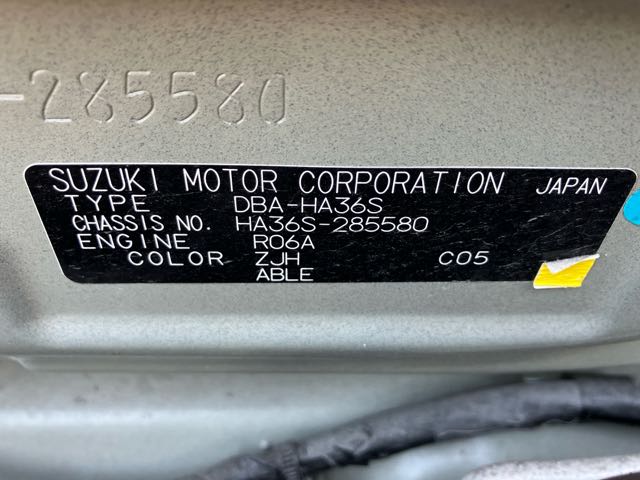 -285580
SUZUKI MOTOR CORPORATION JAPAN
TYPE DBA-HA36S
CHASSIS NO. HA36S-285580
ENGINE R06A
COLOR ZJH C05
ABLE